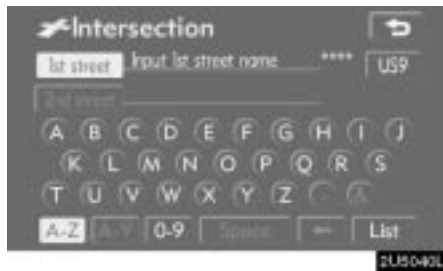 Intersection
1st street Input 1st street name **** US9
2nd street
A B C D E F G H I J
K L M N O P Q R S
T U V W X Y Z . &
A-Z A-Y 0-9 Space ← List
2U5040L